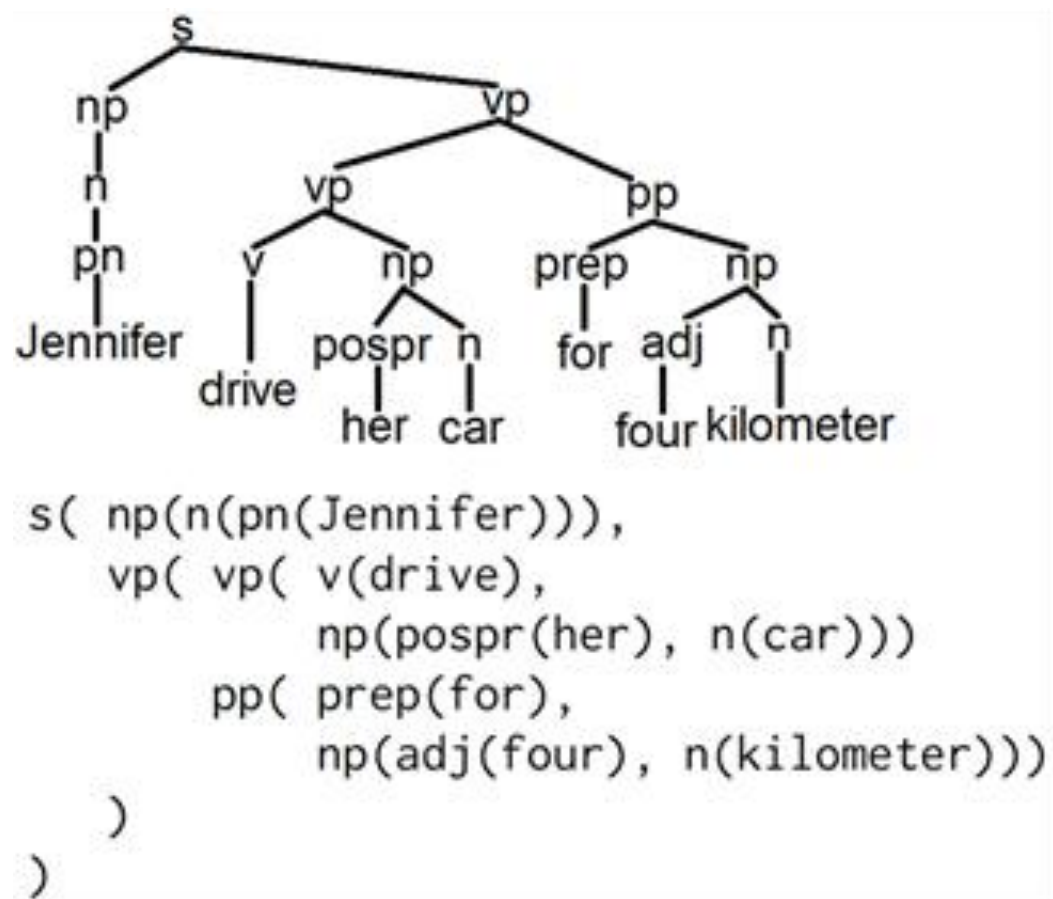 s
np vp
n vp pp
pn v np prep np
Jennifer drive pospr n for adj n
her car four kilometer
s( np(n(pn(Jennifer))),
vp( vp( v(drive),
np(pospr(her), n(car)))
pp( prep(for),
np(adj(four), n(kilometer)))
)
)